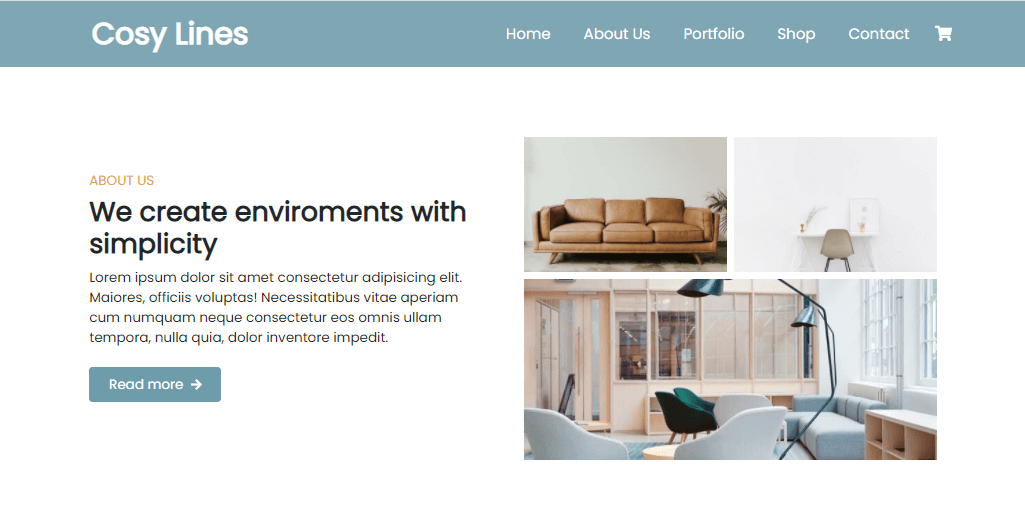 Cosy Lines
Home About Us Portfolio Shop Contact
ABOUT US
We create enviroments with
simplicity
Lorem ipsum dolor sit amet consectetur adipisicing elit.
Maiores, officiis voluptas! Necessitatibus vitae aperiam
cum numquam neque consectetur eos omnis ullam
tempora, nulla quia, dolor inventore impedit.
Read more